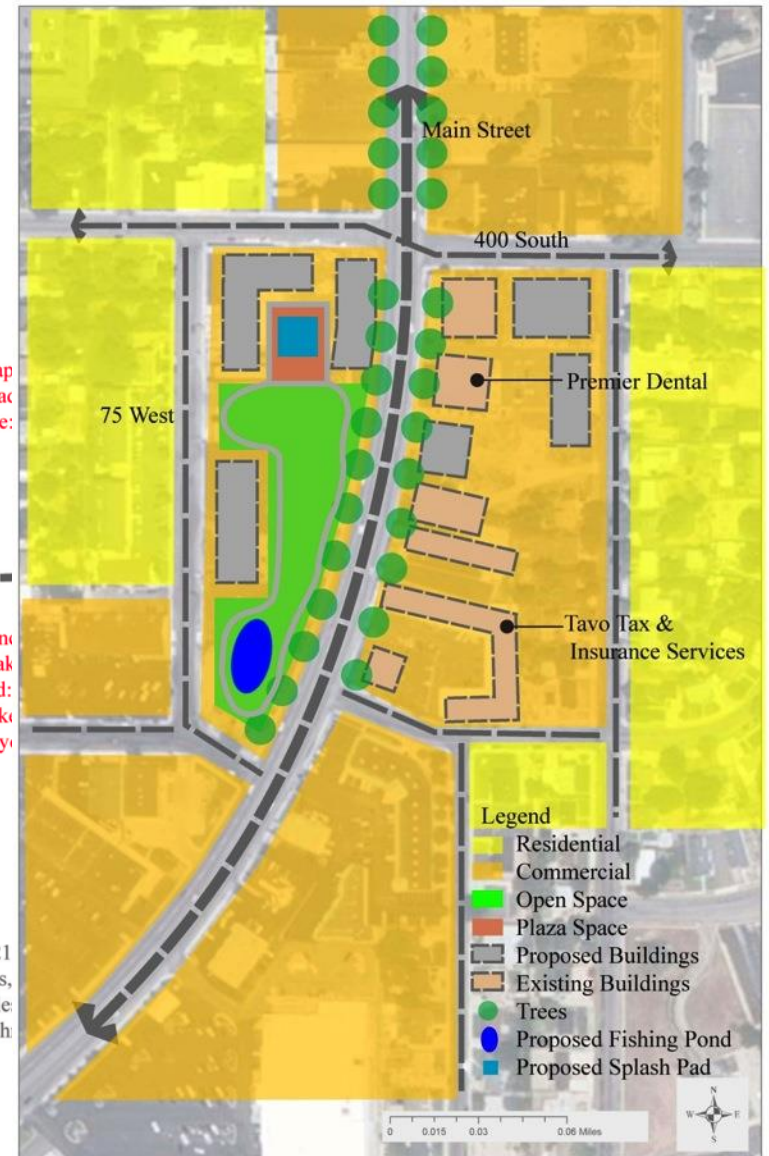 Main Street
400 South
Premier Dental
75 West
Tavo Tax &
Insurance Services
Legend
Residential
Commercial
Open Space
Plaza Space
Proposed Buildings
Existing Buildings
Trees
Proposed Fishing Pond
Proposed Splash Pad
0 0.015 0.03 0.06 Miles
N
W E
S